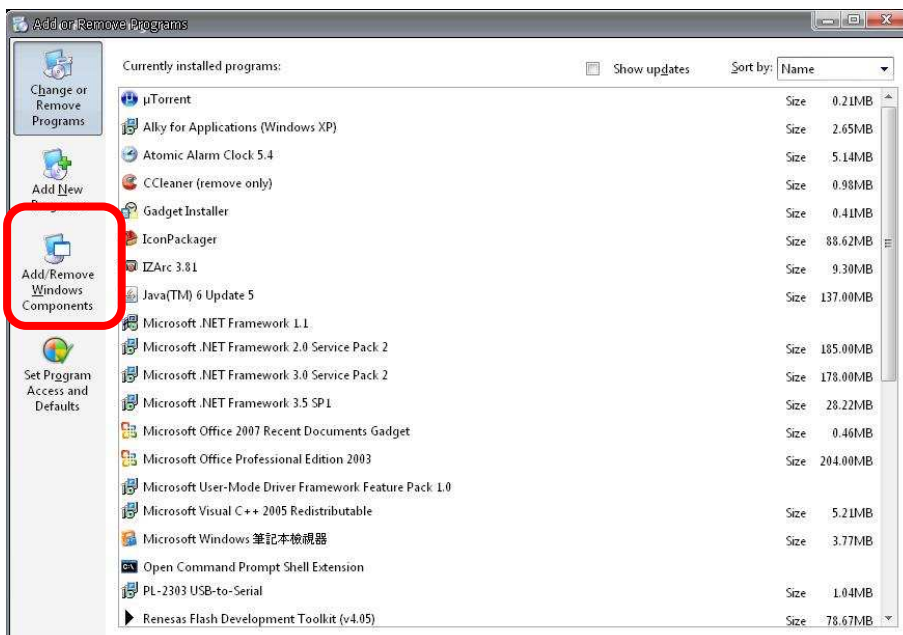 Add or Remove Programs
Change or
Remove
Programs
Add New
Add/Remove
Windows
Components
Set Program
Access and
Defaults
Currently installed programs:
Show updates
Sort by: Name
µTorrent Size 0.21MB
Alky for Applications (Windows XP) Size 2.65MB
Atomic Alarm Clock 5.4 Size 5.14MB
CCleaner (remove only) Size 0.98MB
Gadget Installer Size 0.41MB
IconPackager Size 88.62MB
IZArc 3.81 Size 9.30MB
Java(TM) 6 Update 5 Size 137.00MB
Microsoft .NET Framework 1.1
Microsoft .NET Framework 2.0 Service Pack 2 Size 185.00MB
Microsoft .NET Framework 3.0 Service Pack 2 Size 178.00MB
Microsoft .NET Framework 3.5 SP1 Size 28.22MB
Microsoft Office 2007 Recent Documents Gadget Size 0.46MB
Microsoft Office Professional Edition 2003 Size 204.00MB
Microsoft User-Mode Driver Framework Feature Pack 1.0
Microsoft Visual C++ 2005 Redistributable Size 5.21MB
Microsoft Windows 筆記本檢視器 Size 3.77MB
Open Command Prompt Shell Extension
PL-2303 USB-to-Serial Size 1.04MB
Renesas Flash Development Toolkit (v4.05) Size 78.67MB